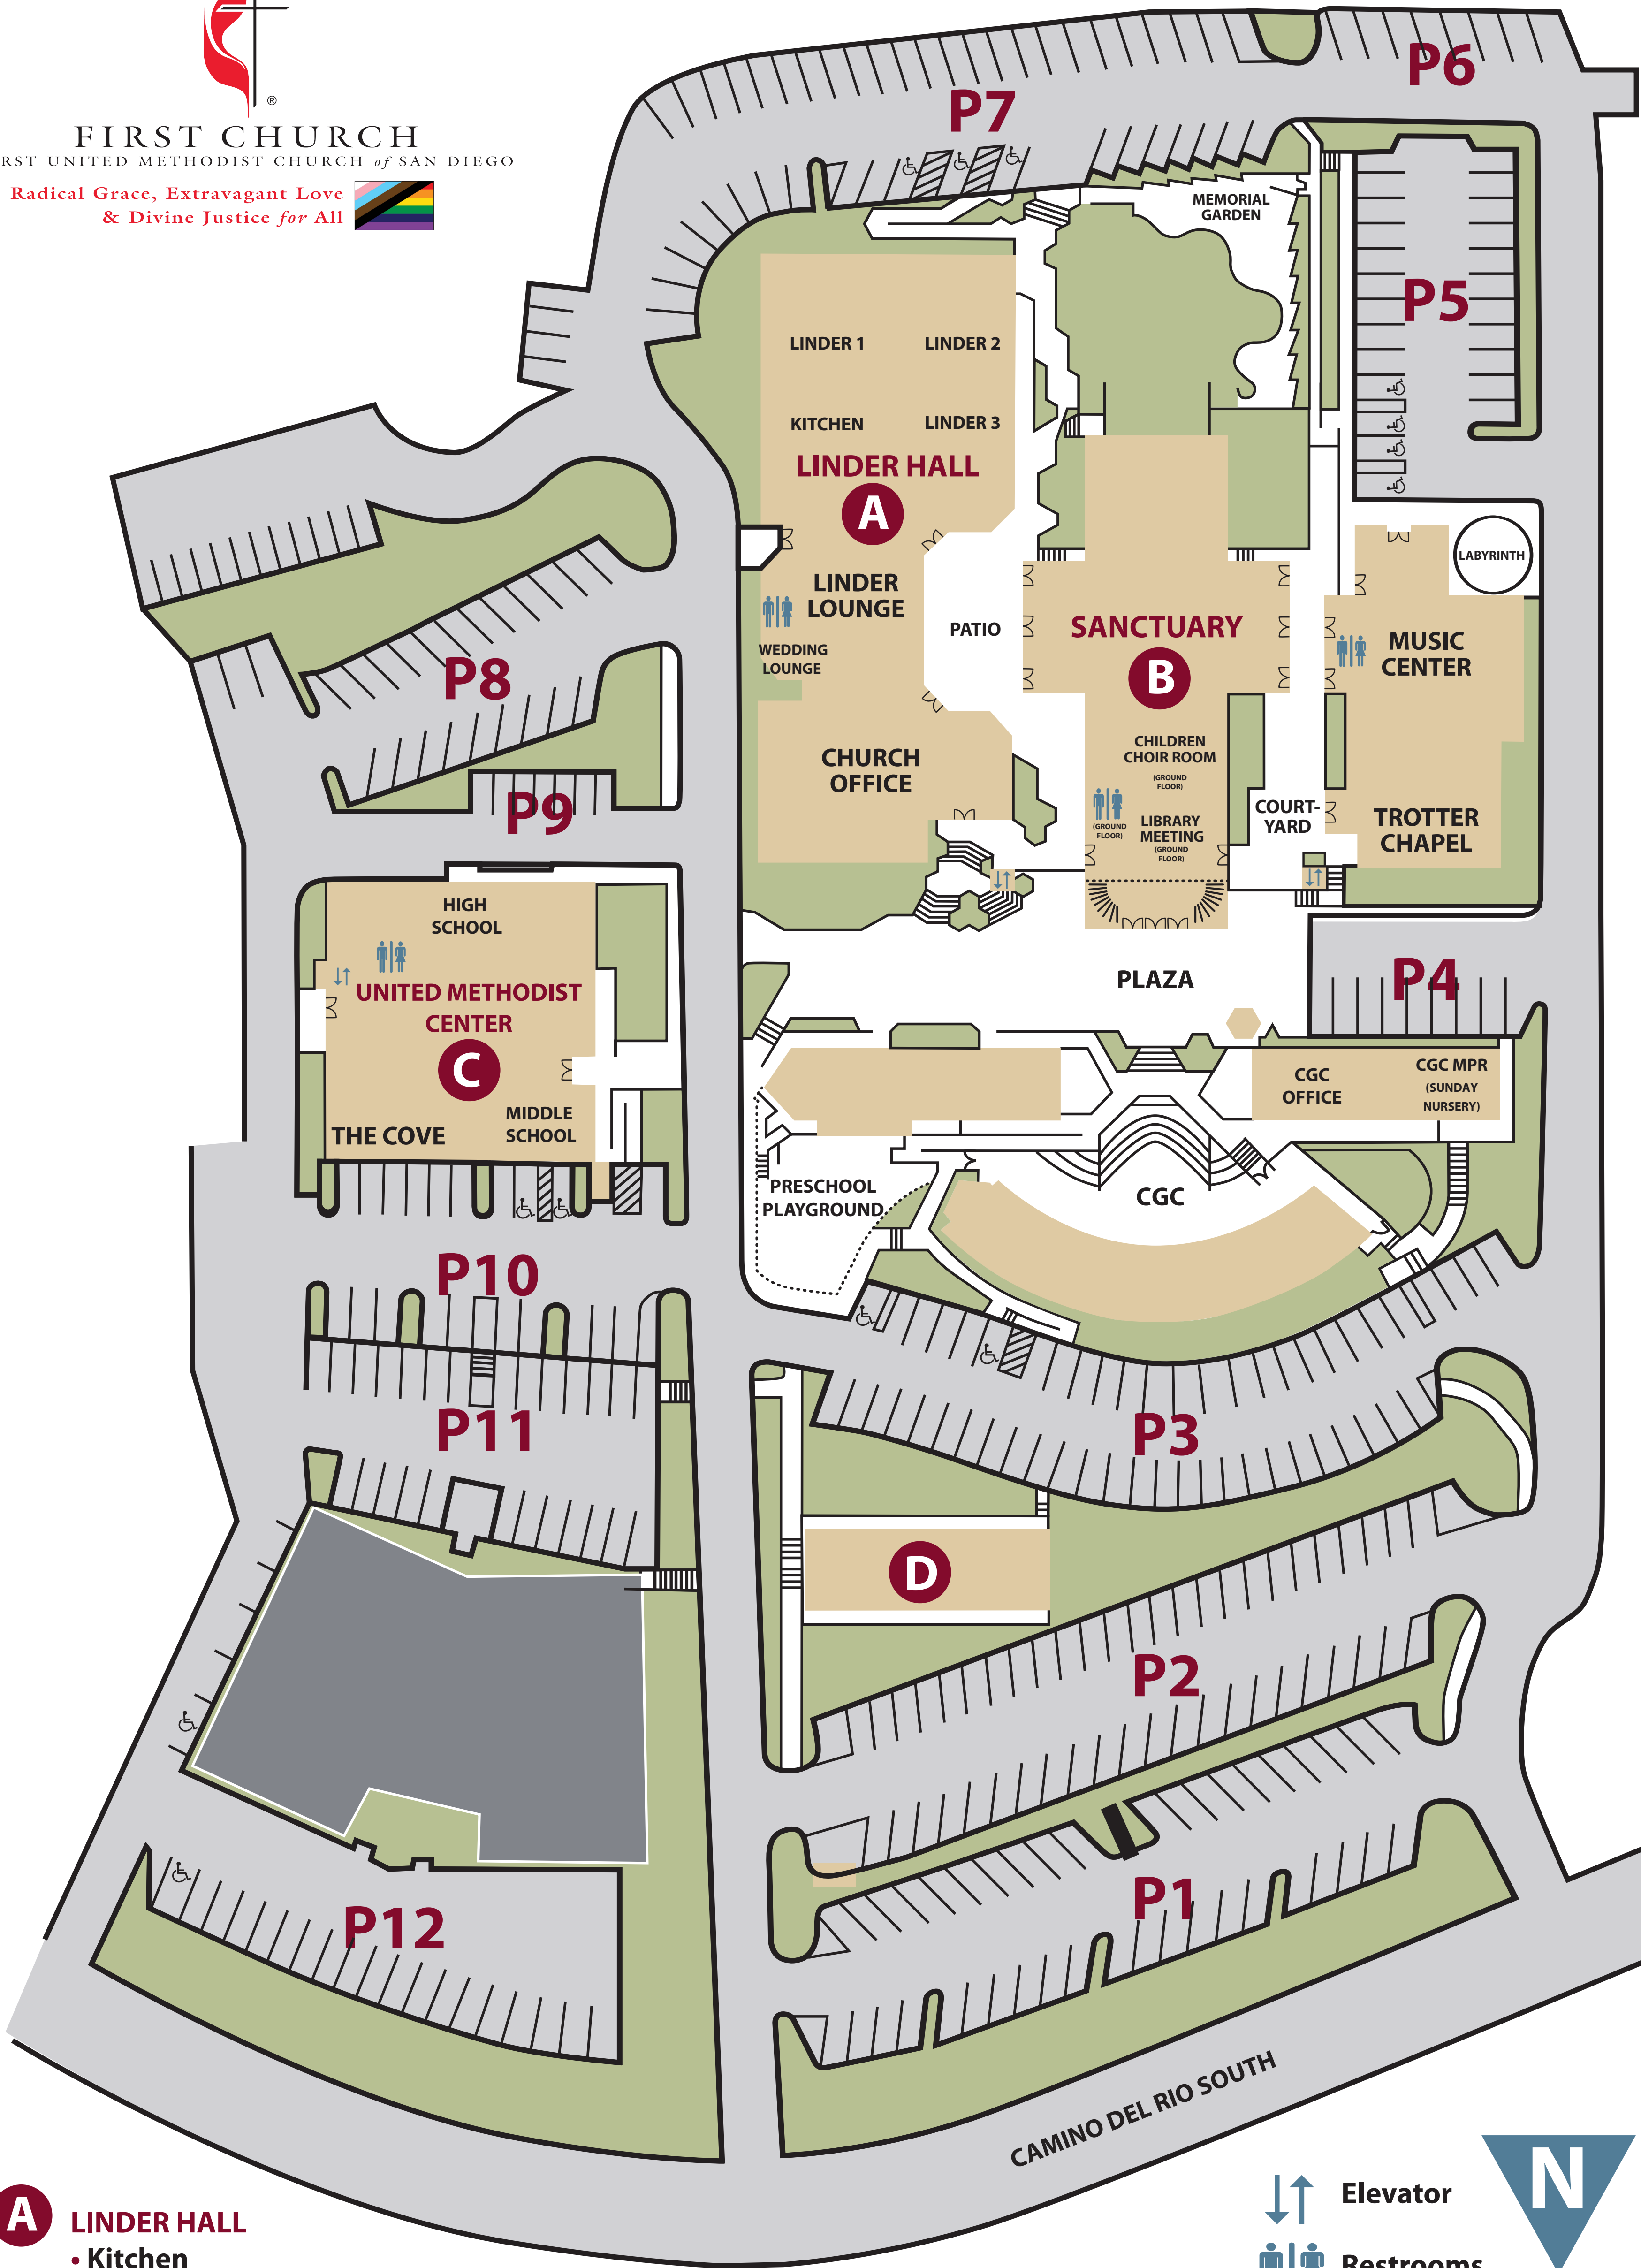 ®
FIRST CHURCH
RST UNITED METHODIST CHURCH of SAN DIEGO
Radical Grace, Extravagant Love
& Divine Justice for All
P6
P7
MEMORIAL
GARDEN
P5
LINDER 1
LINDER 2
KITCHEN
LINDER 3
LINDER HALL
A
LABYRINTH
LINDER
LOUNGE
PATIO
SANCTUARY
B
MUSIC
CENTER
WEDDING
LOUNGE
P8
CHURCH
OFFICE
CHILDREN
CHOIR ROOM
(GROUND
FLOOR)
P9
(GROUND
FLOOR)
LIBRARY
MEETING
(GROUND
FLOOR)
COURT-
YARD
TROTTER
CHAPEL
HIGH
SCHOOL
UNITED METHODIST
CENTER
C
PLAZA
P4
CGC
OFFICE
CGC MPR
(SUNDAY
NURSERY)
THE COVE
MIDDLE
SCHOOL
PRESCHOOL
PLAYGROUND
CGC
P10
P11
P3
D
P2
P1
P12
CAMINO DEL RIO SOUTH
N
Elevator
Restrooms
A
LINDER HALL
• Kitchen